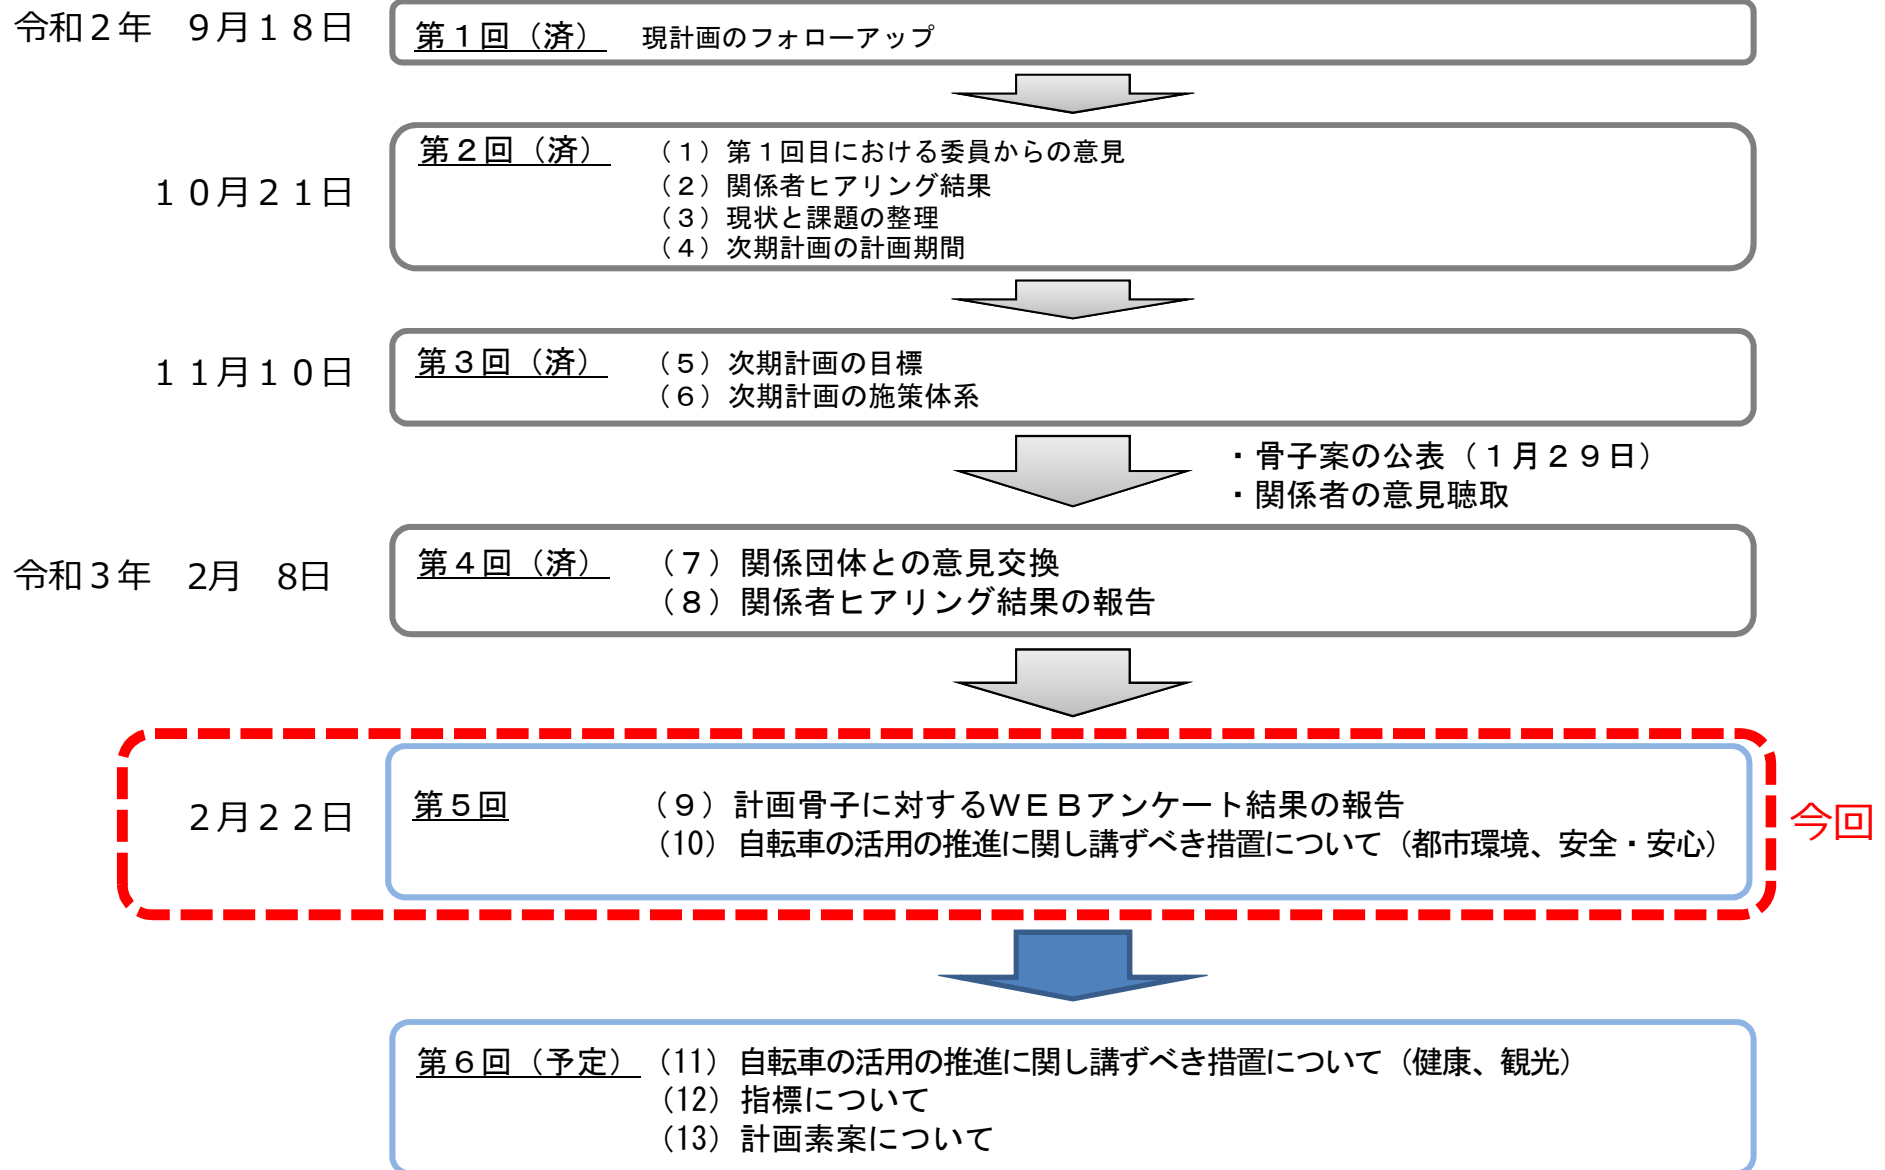 令和２年　９月１８日
第１回（済）　現計画のフォローアップ
１０月２１日
第２回（済）　（１）第１回目における委員からの意見
（２）関係者ヒアリング結果
（３）現状と課題の整理
（４）次期計画の計画期間
１１月１０日
第３回（済）　（５）次期計画の目標
（６）次期計画の施策体系
・骨子案の公表（１月２９日）
・関係者の意見聴取
令和３年　2月　8日
第４回（済）　（７）関係団体との意見交換
（８）関係者ヒアリング結果の報告
２月２２日
第５回　（９）計画骨子に対するＷＥＢアンケート結果の報告
（10）自転車の活用の推進に関し講ずべき措置について（都市環境、安全・安心）
今回
第６回（予定）（11）自転車の活用の推進に関し講ずべき措置について（健康、観光）
（12）指標について
（13）計画素案について